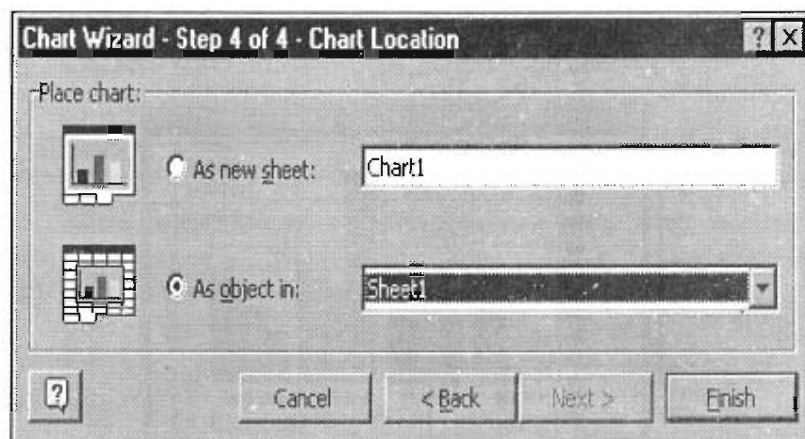 Chart Wizard - Step 4 of 4 - Chart Location ? X
Place chart:
As new sheet: Chart1
As object in: Sheet1
? Cancel < Back Next > Finish